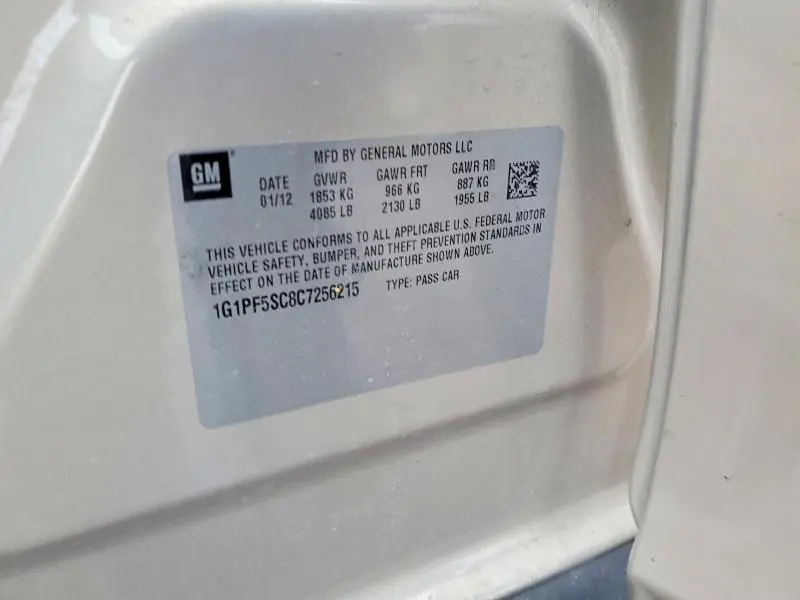 GM
MFD BY GENERAL MOTORS LLC
DATE GVWR GAWR FRT GAWR RR
01/12 1853 KG 966 KG 887 KG
4085 LB 2130 LB 1955 LB
THIS VEHICLE CONFORMS TO ALL APPLICABLE U.S. FEDERAL MOTOR
VEHICLE SAFETY, BUMPER, AND THEFT PREVENTION STANDARDS IN
EFFECT ON THE DATE OF MANUFACTURE SHOWN ABOVE.
1G1PF5SC8C7256215 TYPE: PASS CAR